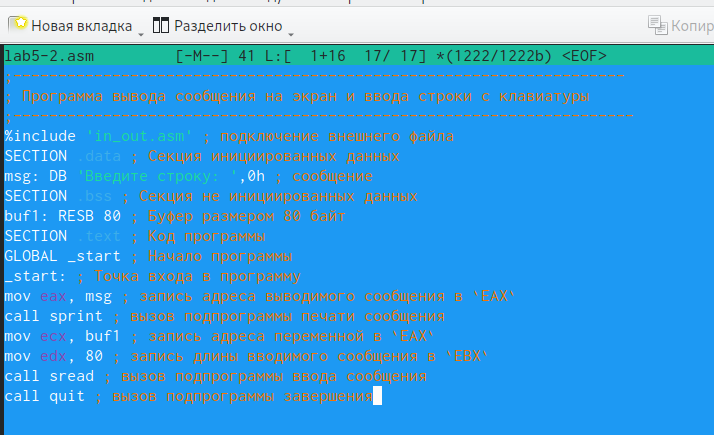 Новая вкладка Разделить окно Копир
lab5-2.asm [-M--] 41 L:[ 1+16 17/ 17] *(1222/1222b) <EOF>
;--------------------------------------------------------------------
; Программа вывода сообщения на экран и ввода строки с клавиатуры
;---------------------------------------------------------------------
%include 'in_out.asm' ; подключение внешнего файла
SECTION .data ; Секция инициированных данных
msg: DB 'Введите строку: ',0h ; сообщение
SECTION .bss ; Секция не инициированных данных
buf1: RESB 80 ; Буфер размером 80 байт
SECTION .text ; Код программы
GLOBAL _start ; Начало программы
_start: ; Точка входа в программу
mov eax, msg ; запись адреса выводимого сообщения в `EAX`
call sprint ; вызов подпрограммы печати сообщения
mov ecx, buf1 ; запись адреса переменной в `EAX`
mov edx, 80 ; запись длины вводимого сообщения в `EBX`
call sread ; вызов подпрограммы ввода сообщения
call quit ; вызов подпрограммы завершения